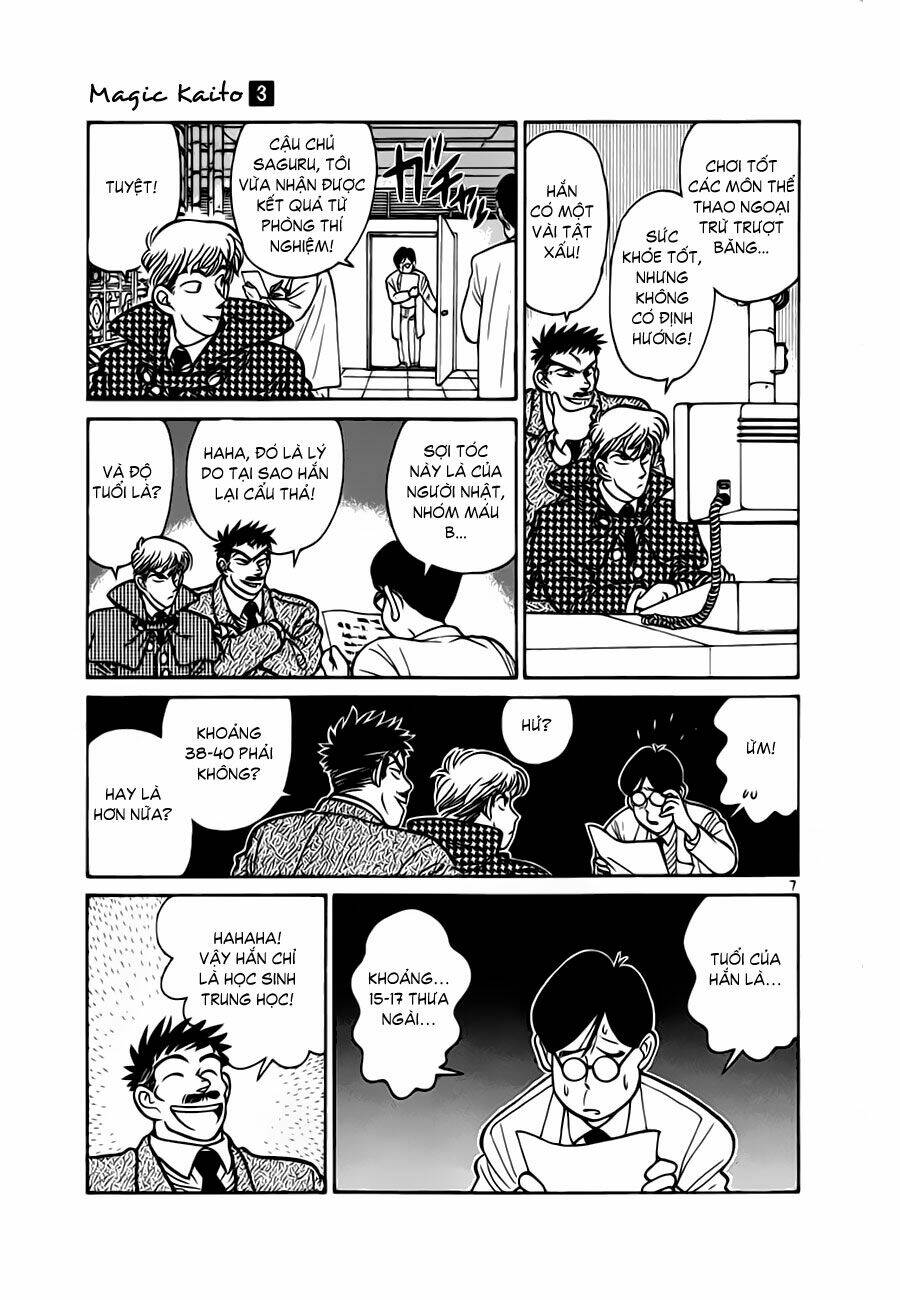 Magic Kaito 3
CHƠI TỐT
CÁC MÔN THỂ
THAO NGOẠI
TRỪ TRƯỢT
BĂNG...
SỨC
KHỎE TỐT,
NHƯNG
KHÔNG
CÓ ĐỊNH
HƯỚNG!
HẮN
CÓ MỘT
VÀI TẬT
XẤU!
ガチャ
CẬU CHỦ
SAGURU, TÔI
VỪA NHẬN ĐƯỢC
KẾT QUẢ TỪ
PHÒNG THÍ
NGHIỆM!
TUYỆT!
SỢI TÓC
NÀY LÀ CỦA
NGƯỜI NHẬT,
NHÓM MÁU
B...
HAHA, ĐÓ LÀ LÝ
DO TẠI SAO HẮN
LẠI CẨU THẢ!
VÀ ĐỘ
TUỔI LÀ?
ỪM!
HỨ?
KHOẢNG
38-40 PHẢI
KHÔNG?
HAY LÀ
HƠN NỮA?
7
TUỔI CỦA
HẮN LÀ...
KHOẢNG...
15-17 THƯA
NGÀI...
HAHAHA!
VẬY HẮN CHỈ
LÀ HỌC SINH
TRUNG HỌC!